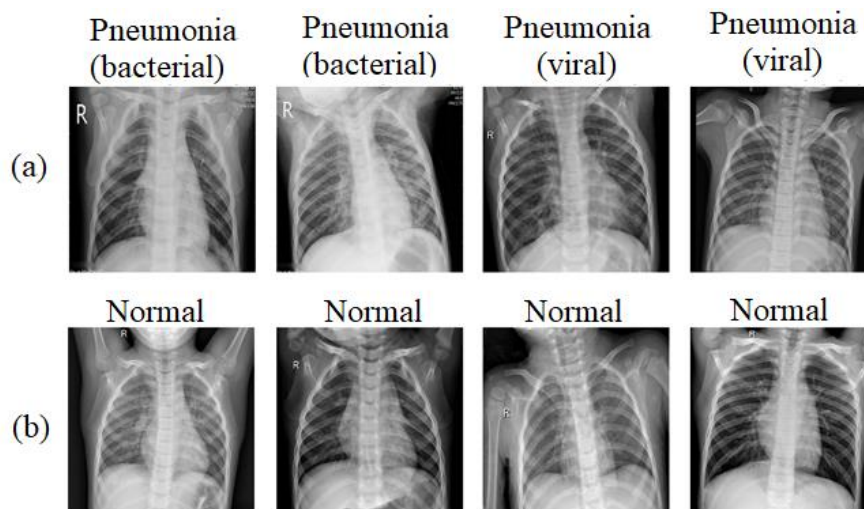 Pneumonia Pneumonia Pneumonia Pneumonia
(bacterial) (bacterial) (viral) (viral)
(a)
R R R
Normal Normal Normal Normal
(b)
R R R R